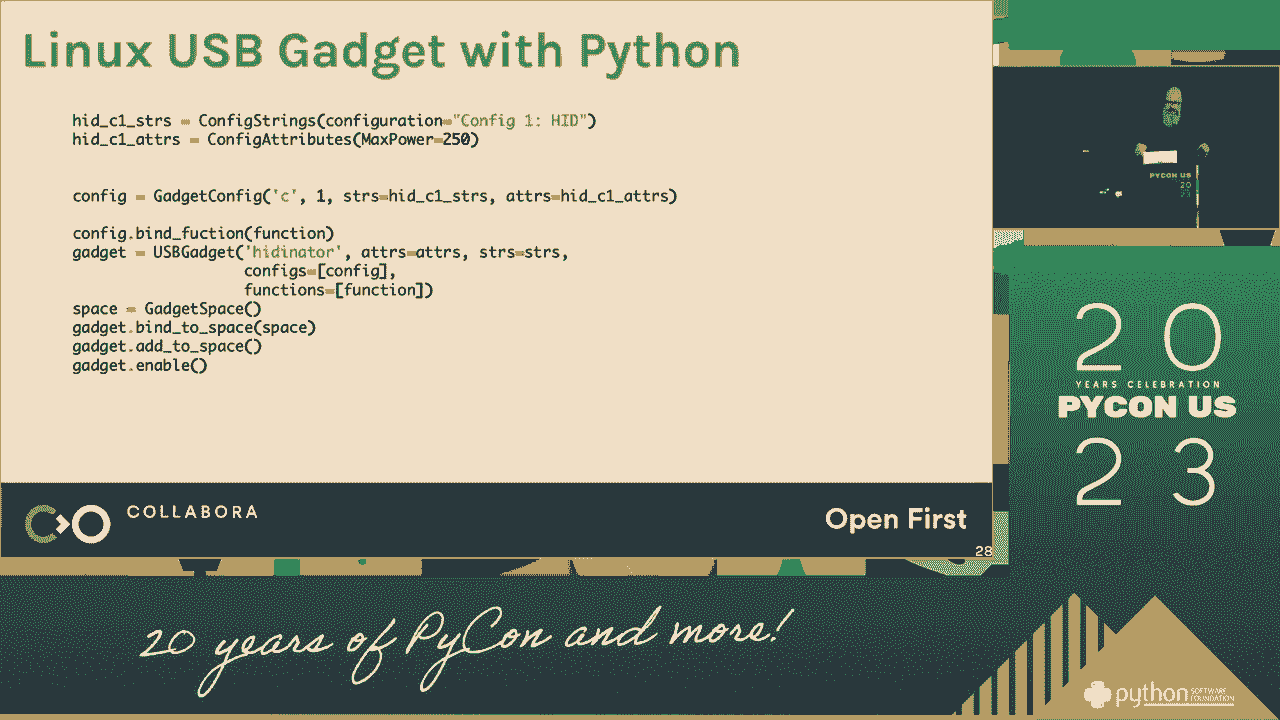 Linux USB Gadget with Python
hid_c1_strs = ConfigStrings(configuration="Config 1: HID")
hid_c1_attrs = ConfigAttributes(MaxPower=250)
config = GadgetConfig('c', 1, strs=hid_c1_strs, attrs=hid_c1_attrs)
config.bind_fuction(function)
gadget = USBGadget('hidinator', attrs=attrs, strs=strs,
configs=[config],
functions=[function])
space = GadgetSpace()
gadget.bind_to_space(space)
gadget.add_to_space()
gadget.enable()
COLLABORA
Open First
28
PYCON US
20
23
20
YEARS CELEBRATION
PYCON US
23
20 years of PyCon and more!
python
SOFTWARE
FOUNDATION